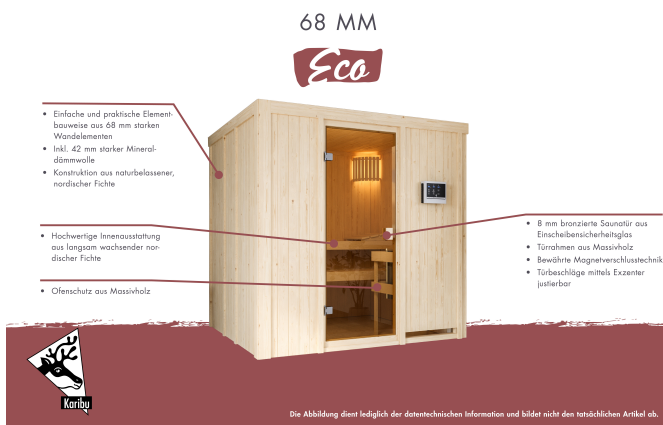 68 MM
Eco
• Einfache und praktische Element-
bauweise aus 68 mm starken
Wandelementen
• Inkl. 42 mm starker Mineral-
dämmwolle
• Konstruktion aus naturbelassener,
nordischer Fichte
• Hochwertige Innenausstattung
aus langsam wachsender nor-
discher Fichte
• Ofenschutz aus Massivholz
• 8 mm bronzierte Saunatür aus
Einscheibensicherheitsglas
• Türrahmen aus Massivholz
• Bewährte Magnetverschlusstechnik
• Türbeschläge mittels Exzenter
justierbar
Karibu
Die Abbildung dient lediglich der datentechnischen Information und bildet nicht den tatsächlichen Artikel ab.